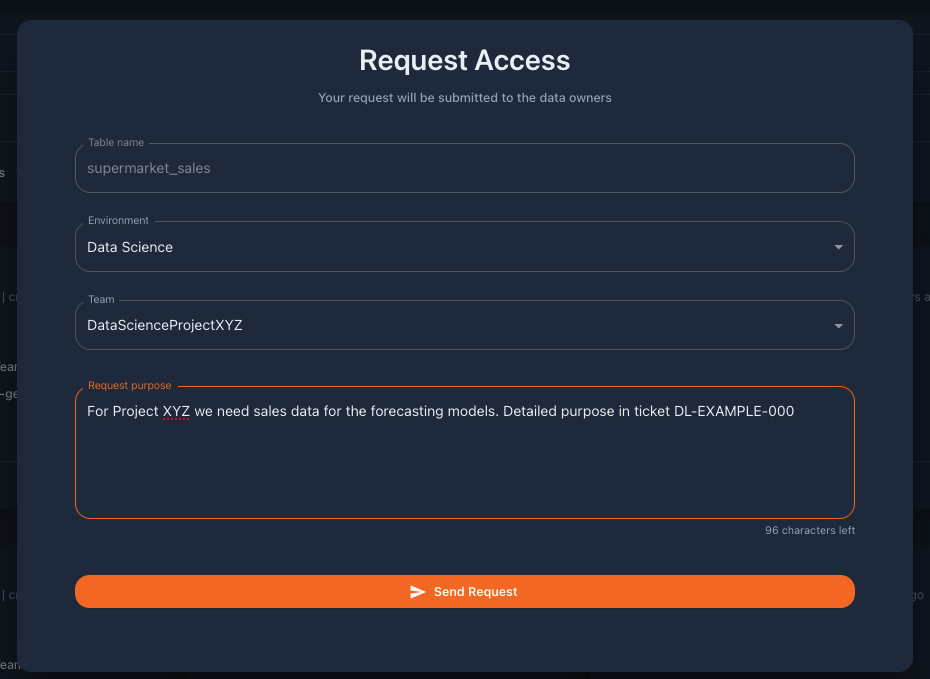 Request Access
Your request will be submitted to the data owners
Table name
supermarket_sales
Environment
Data Science
Team
DataScienceProjectXYZ
Request purpose
For Project XYZ we need sales data for the forecasting models. Detailed purpose in ticket DL-EXAMPLE-000
96 characters left
Send Request